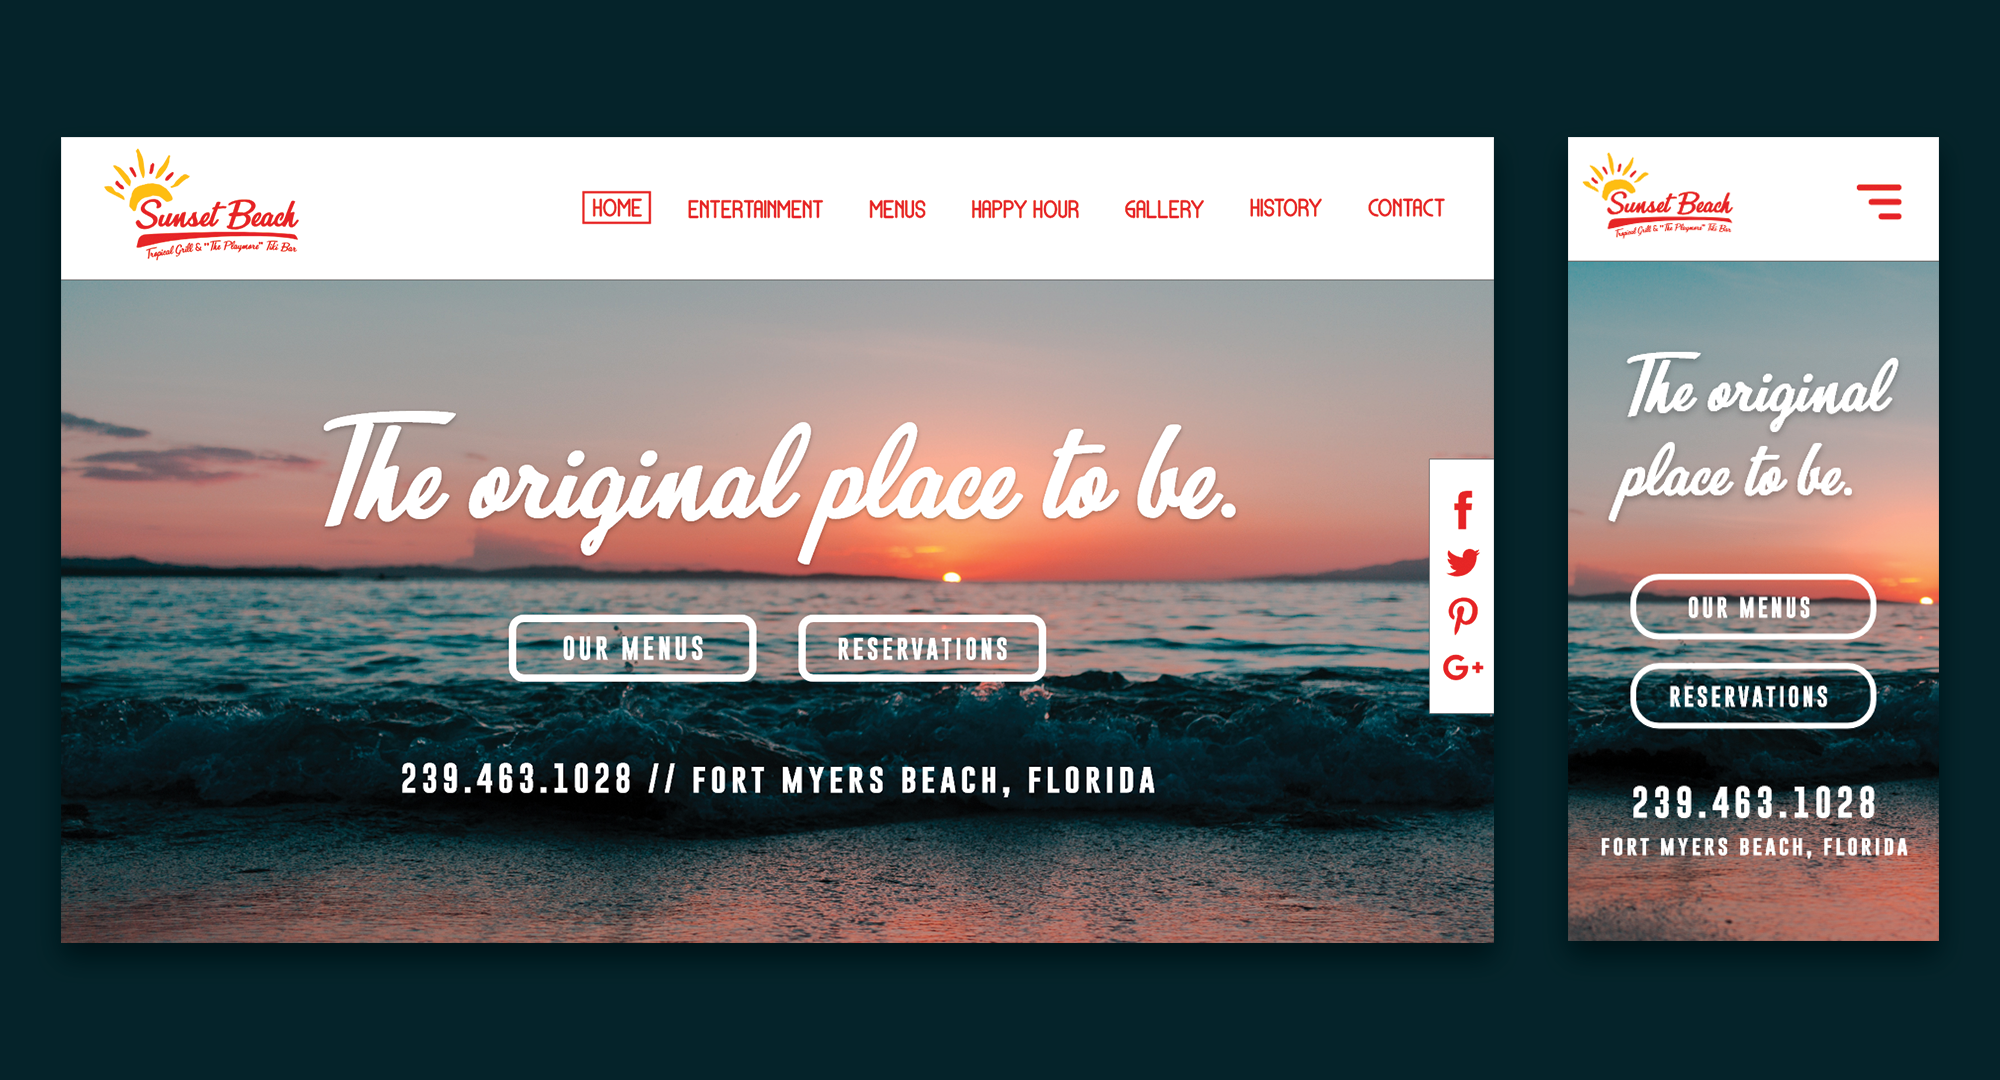 Sunset Beach
Tropical Grill & "The Playmore" Tiki Bar
HOME ENTERTAINMENT MENUS HAPPY HOUR GALLERY HISTORY CONTACT
The original place to be.
OUR MENUS RESERVATIONS
239.463.1028 // FORT MYERS BEACH, FLORIDA
f
G+
Sunset Beach
Tropical Grill & "The Playmore" Tiki Bar
The original
place to be.
OUR MENUS
RESERVATIONS
239.463.1028
FORT MYERS BEACH, FLORIDA